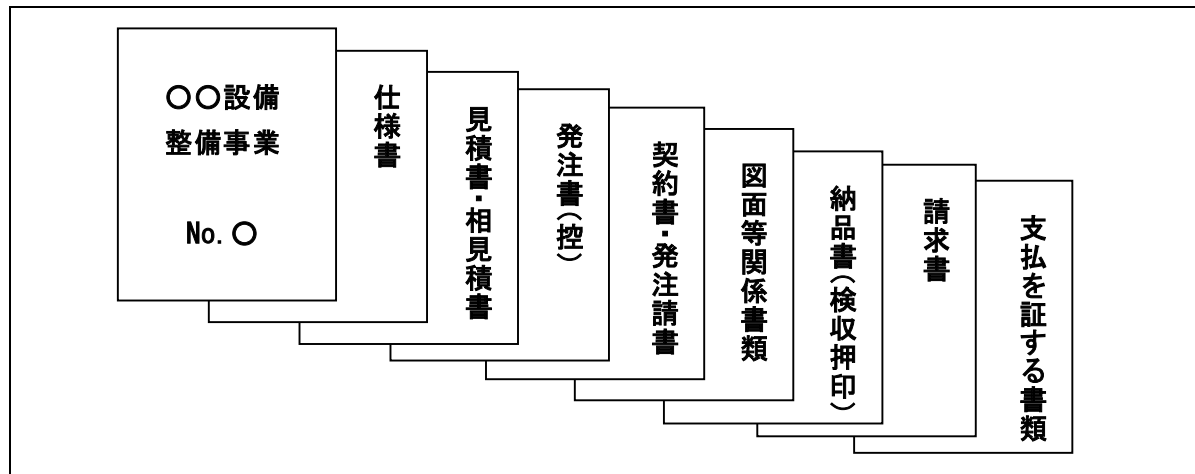 〇〇設備
整備事業
No. 〇
仕様書
見積書・相見積書
発注書（控）
契約書・発注請書
図面等関係書類
納品書（検収押印）
請求書
支払を証する書類